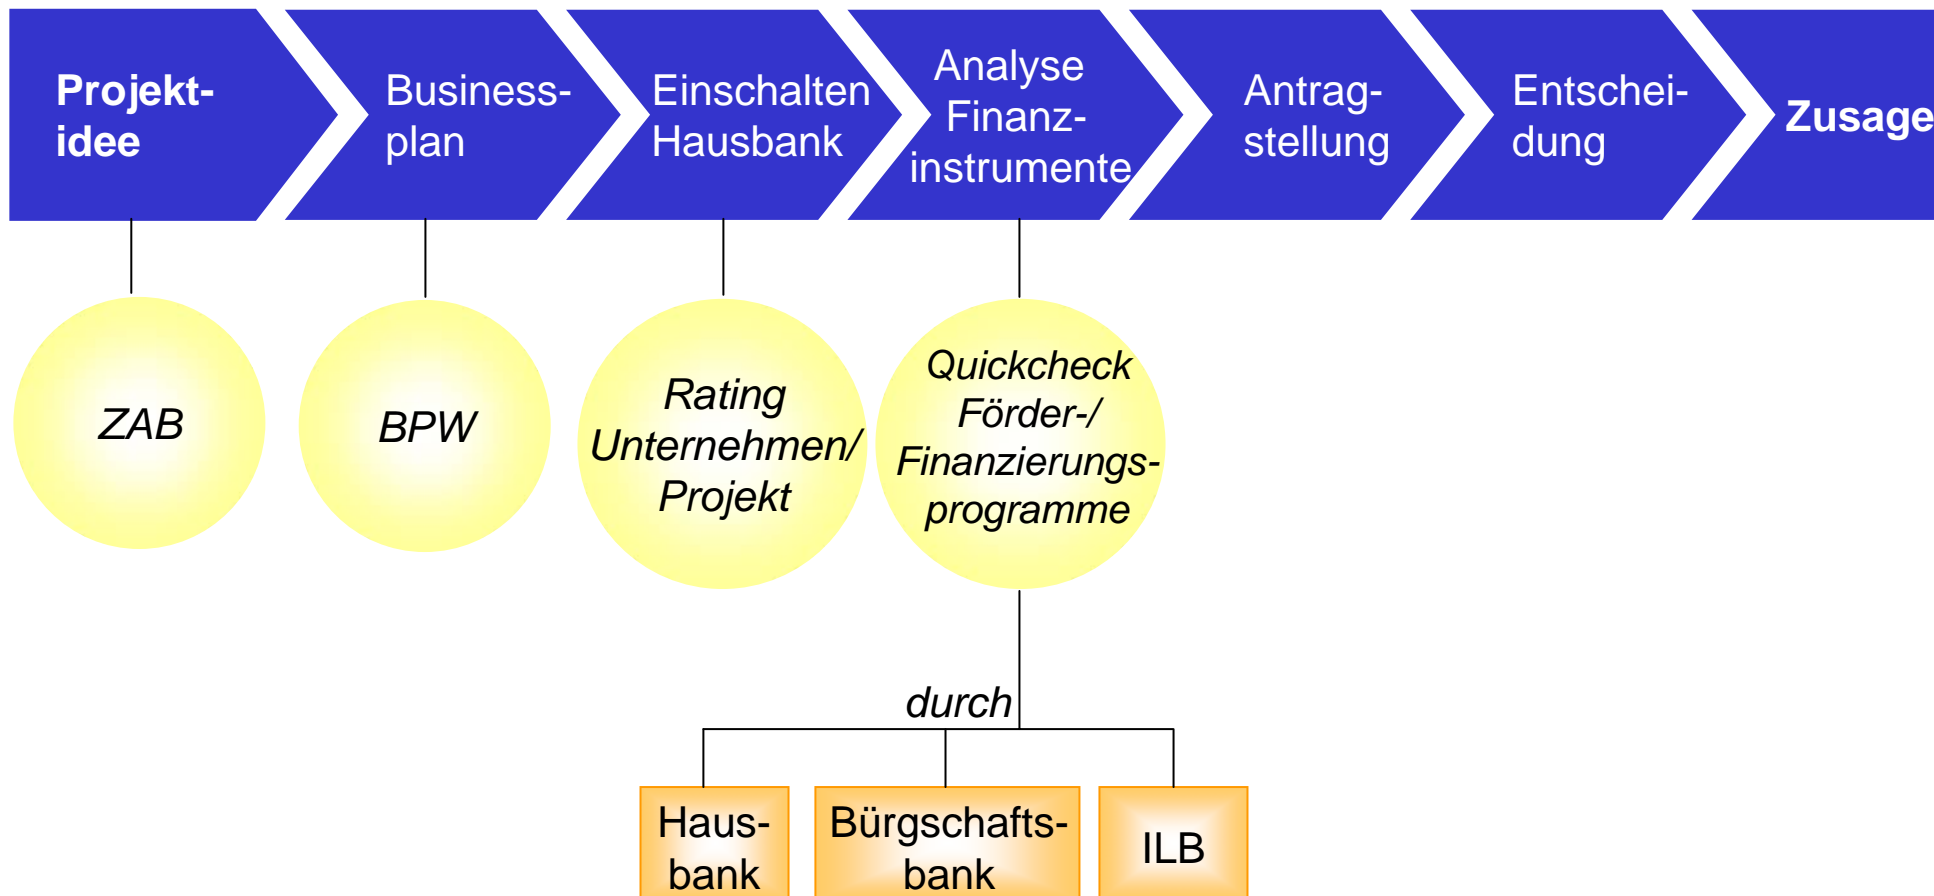 Projekt-
idee
Business-
plan
Einschalten
Hausbank
Analyse
Finanz-
instrumente
Antrag-
stellung
Entschei-
dung
Zusage
ZAB
BPW
Rating
Unternehmen/
Projekt
Quickcheck
Förder-/
Finanzierungs-
programme
durch
Haus-
bank
Bürgschafts-
bank
ILB